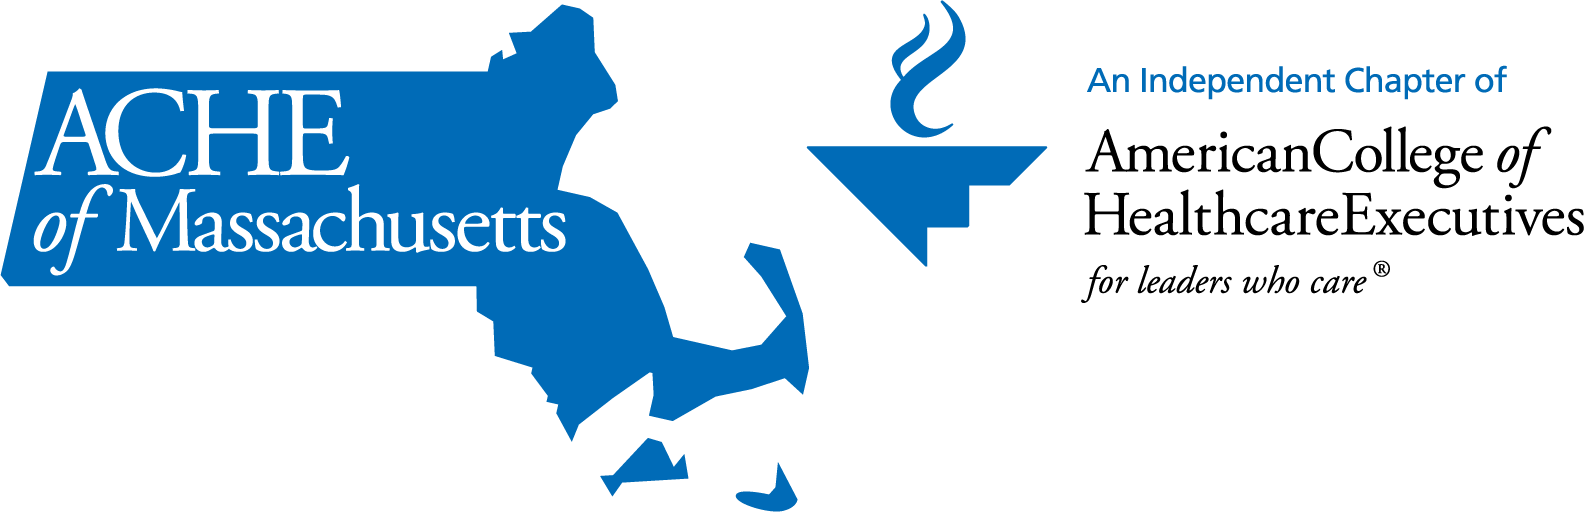 ACHE
of Massachusetts
An Independent Chapter of
AmericanCollege of
HealthcareExecutives
for leaders who care®